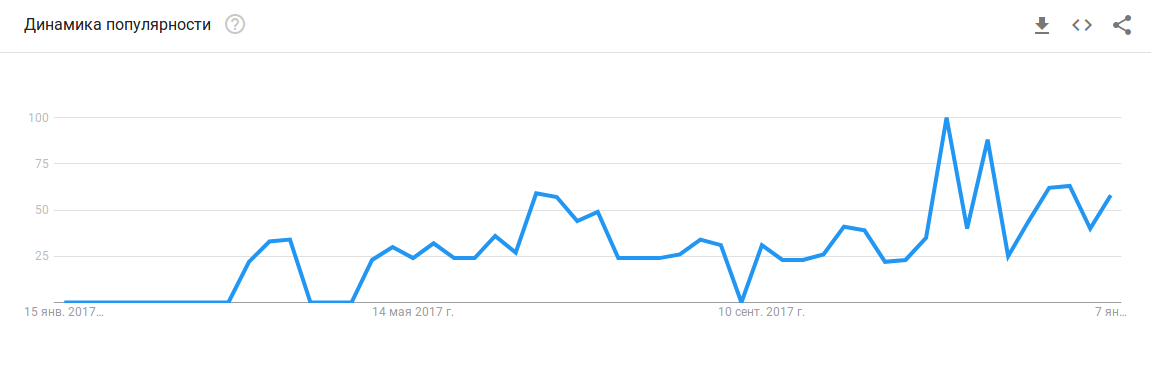 Динамика популярности
100
75
50
25
15 янв. 2017…
14 мая 2017 г.
10 сент. 2017 г.
7 ян…